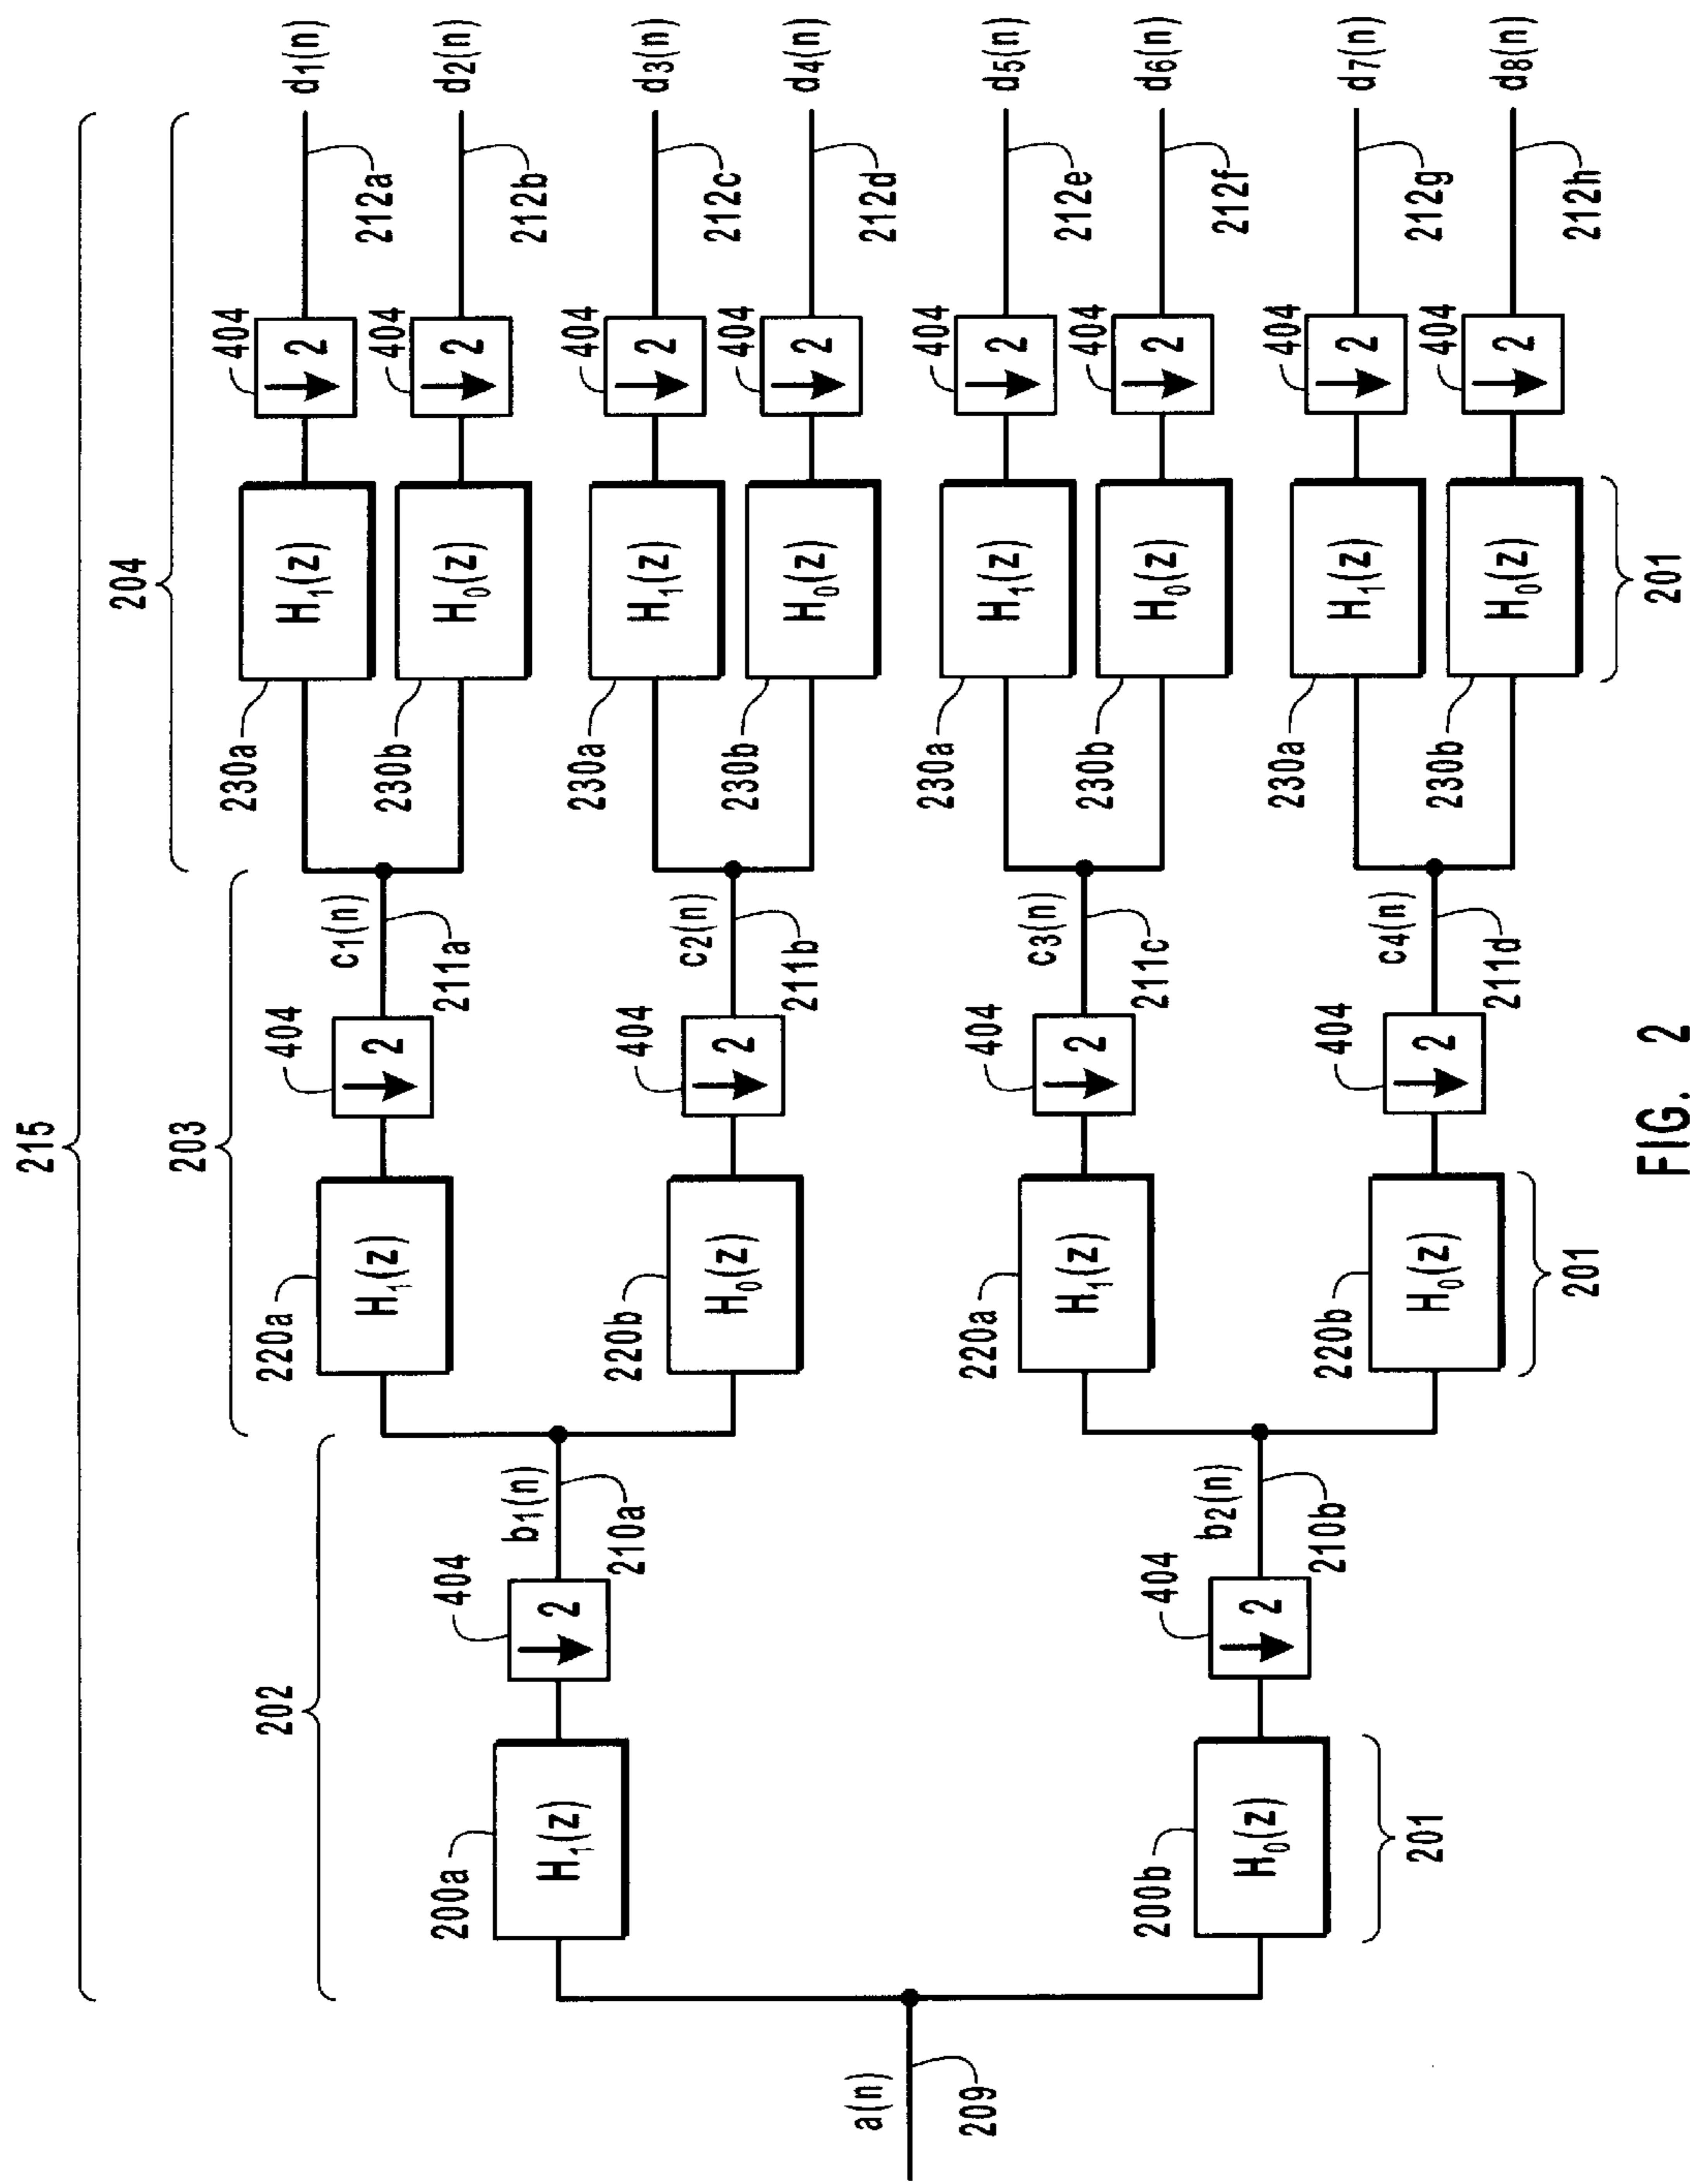 215
204
203
202
d1(n)
404
H1(z)
230a
212a
d2(n)
404
H0(z)
230b
212b
c1(n)
211a
404
H1(z)
220a
d3(n)
404
H1(z)
230a
212c
d4(n)
404
H0(z)
230b
212d
c2(n)
211b
404
H0(z)
220b
b1(n)
210a
404
H1(z)
200a
d5(n)
404
H1(z)
230a
212e
d6(n)
404
H0(z)
230b
212f
c3(n)
211c
404
H1(z)
220a
d7(n)
404
H1(z)
230a
212g
d8(n)
404
H0(z)
230b
212h
c4(n)
211d
404
H0(z)
220b
b2(n)
210b
404
H0(z)
200b
a(n)
209
2
2
2
2
2
2
2
2
2
2
2
2
2
2
201
201
201
FIG. 2